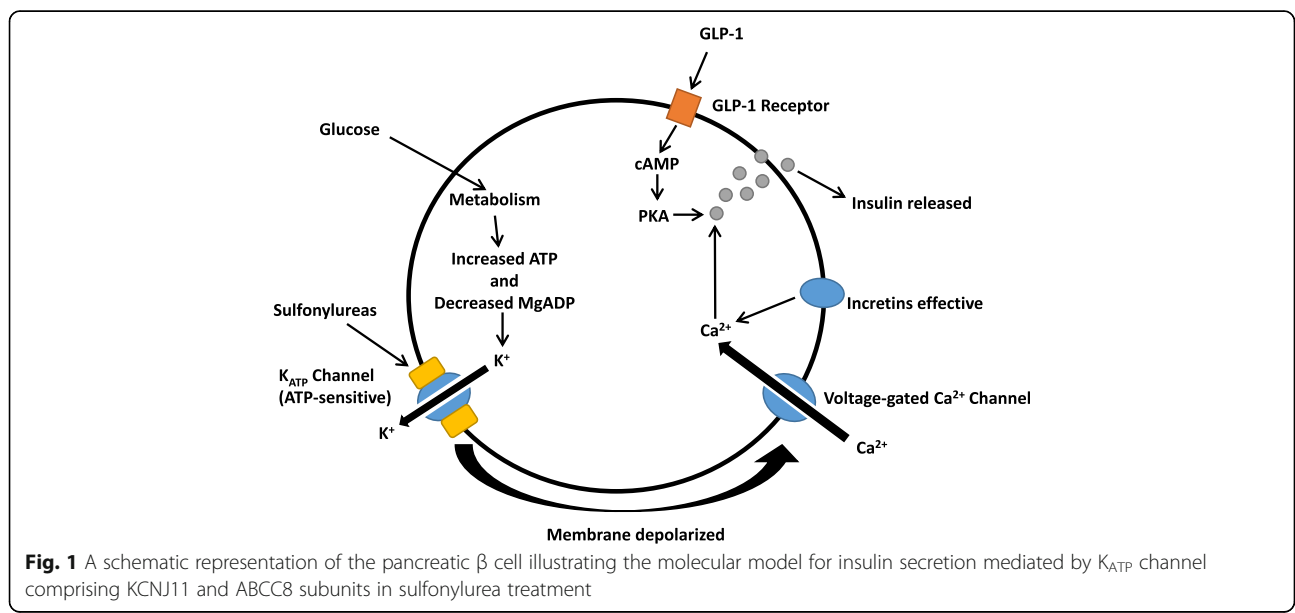 GLP-1
GLP-1 Receptor
Glucose
cAMP
Metabolism
PKA
Insulin released
Increased ATP
and
Decreased MgADP
Sulfonylureas
Incretins effective
Ca²⁺
K⁺
K_ATP Channel
(ATP-sensitive)
Voltage-gated Ca²⁺ Channel
K⁺
Ca²⁺
Membrane depolarized
Fig. 1 A schematic representation of the pancreatic β cell illustrating the molecular model for insulin secretion mediated by K_ATP channel
comprising KCNJ11 and ABCC8 subunits in sulfonylurea treatment